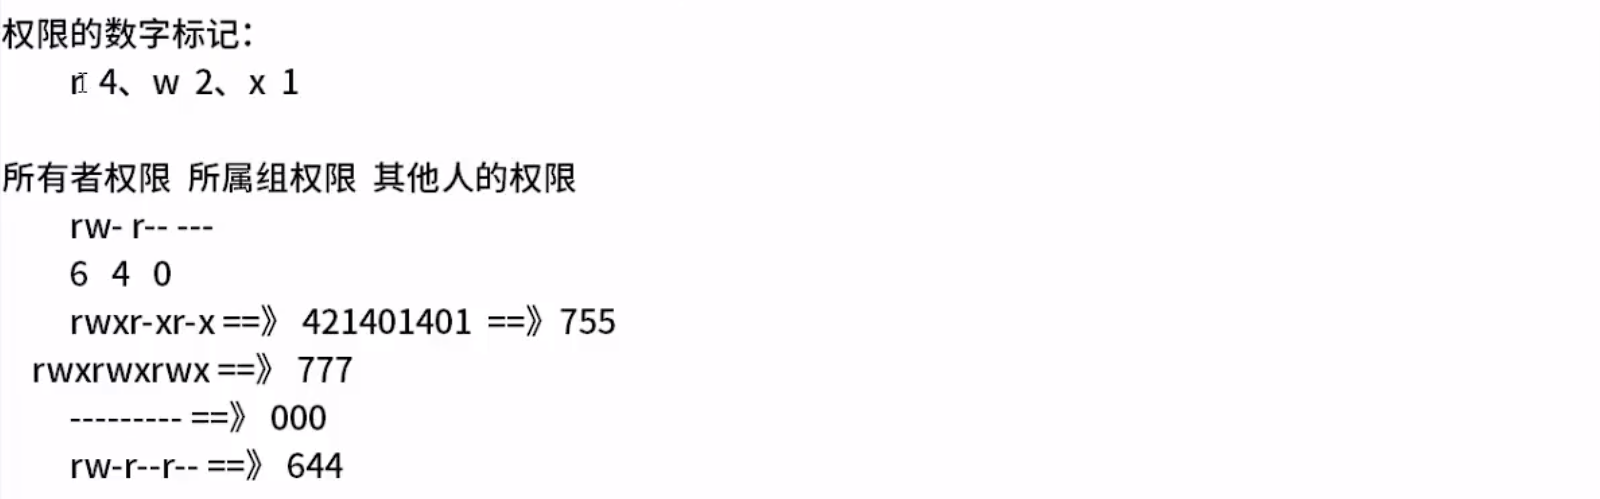 权限的数字标记：
r 4、w 2、x 1
所有者权限 所属组权限 其他人的权限
rw- r-- ---
6 4 0
rwxr-xr-x ==》 421401401 ==》755
rwxrwxrwx ==》 777
--------- ==》 000
rw-r--r-- ==》 644